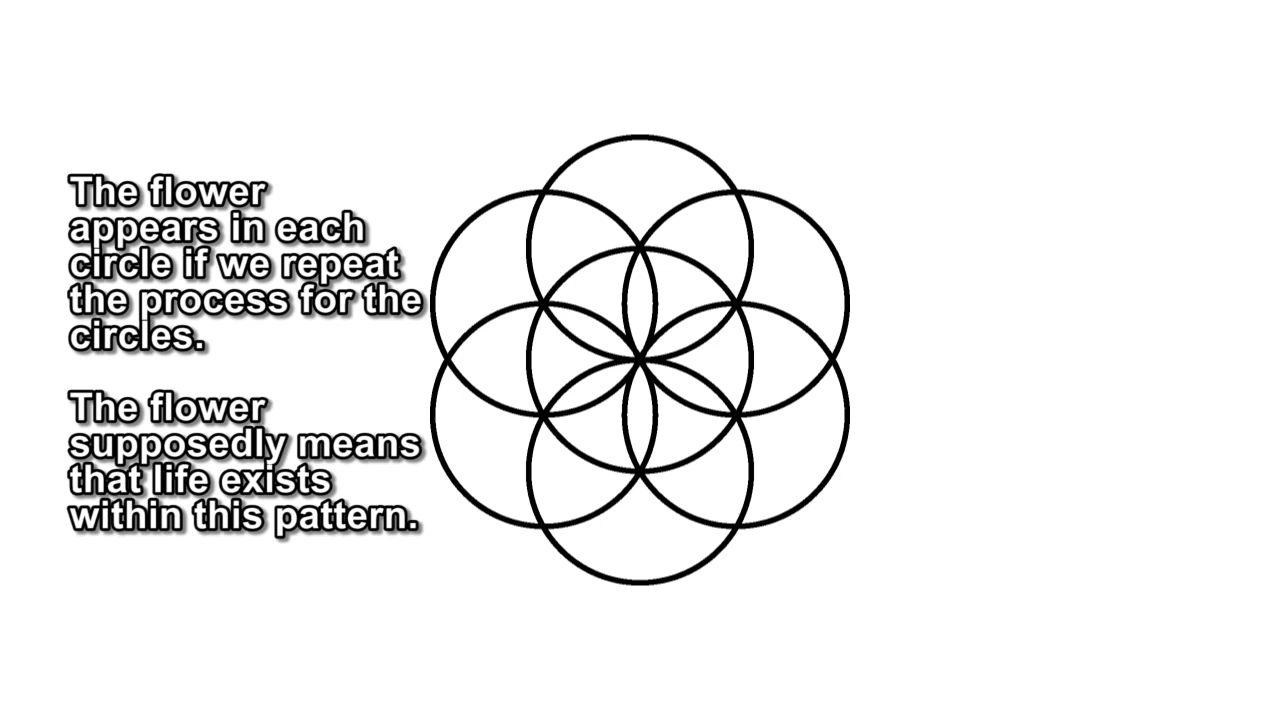 The flower
appears in each
circle if we repeat
the process for the
circles.
The flower
supposedly means
that life exists
within this pattern.